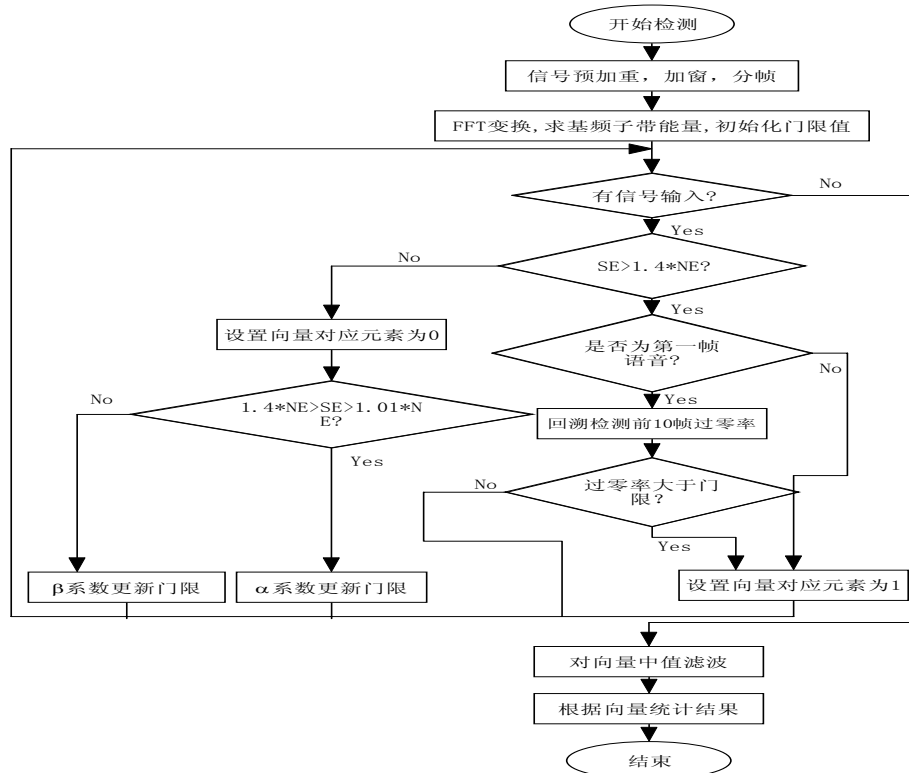 开始检测
信号预加重，加窗，分帧
FFT变换,求基频子带能量,初始化门限值
有信号输入?
No
Yes
SE>1.4*NE?
No
Yes
设置向量对应元素为0
是否为第一帧
语音?
No
Yes
1.4*NE>SE>1.01*N
E?
No
Yes
回溯检测前10帧过零率
过零率大于门
限?
No
Yes
β系数更新门限
α系数更新门限
设置向量对应元素为1
对向量中值滤波
根据向量统计结果
结束